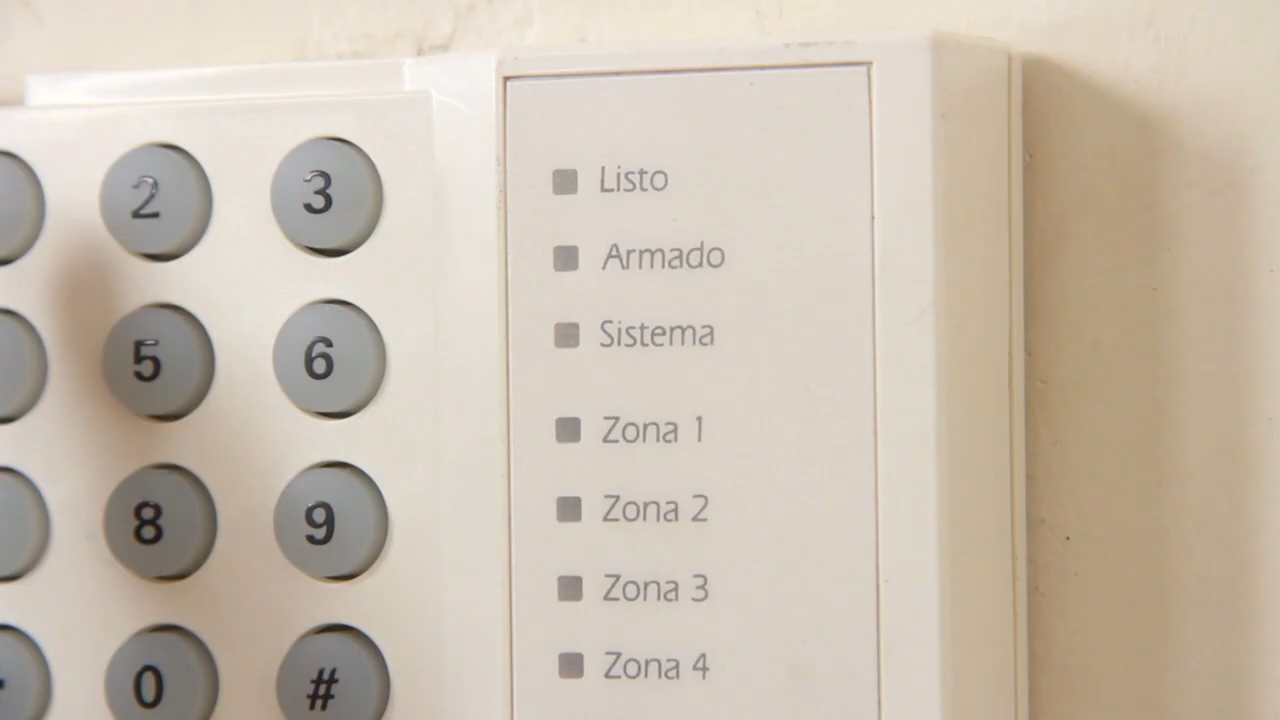 2 3
5 6
8 9
0 #
Listo
Armado
Sistema
Zona 1
Zona 2
Zona 3
Zona 4